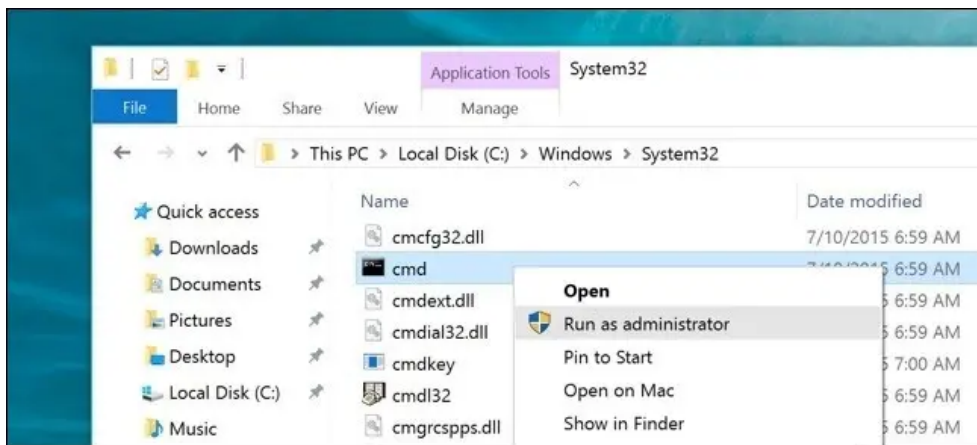 Application Tools System32
File Home Share View Manage
This PC > Local Disk (C:) > Windows > System32
Quick access
Downloads
Documents
Pictures
Desktop
Local Disk (C:)
Music
Name Date modified
cmcfg32.dll 7/10/2015 6:59 AM
cmd 6:59 AM
cmdext.dll 6:59 AM
cmdial32.dll 6:59 AM
cmdkey 7:00 AM
cmdl32 6:59 AM
cmgrcspps.dll 6:59 AM
Open
Run as administrator
Pin to Start
Open on Mac
Show in Finder